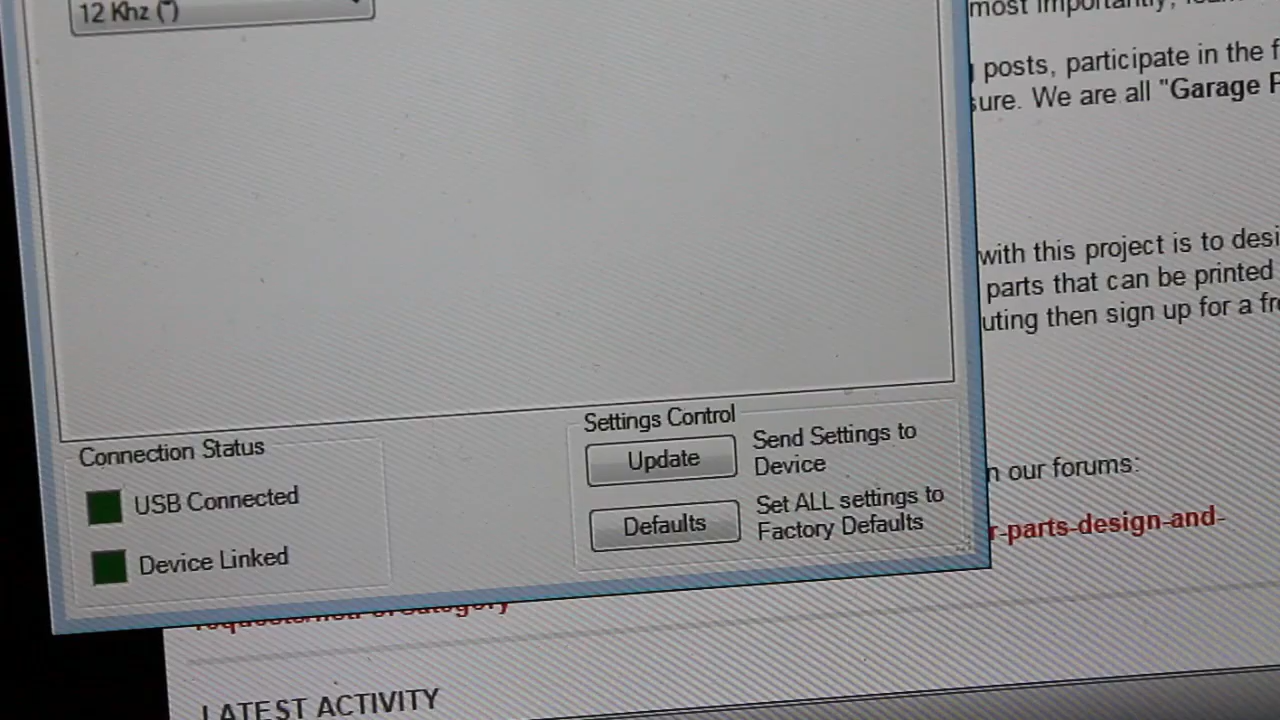 12 Khz (*)
Connection Status
USB Connected
Device Linked
Settings Control
Update
Send Settings to
Device
Defaults
Set ALL settings to
Factory Defaults
most importantly,
posts, participate in the f
sure. We are all "Garage
with this project is to desi
parts that can be printed
uting then sign up for a fr
n our forums:
r-parts-design-and-
LATEST ACTIVITY